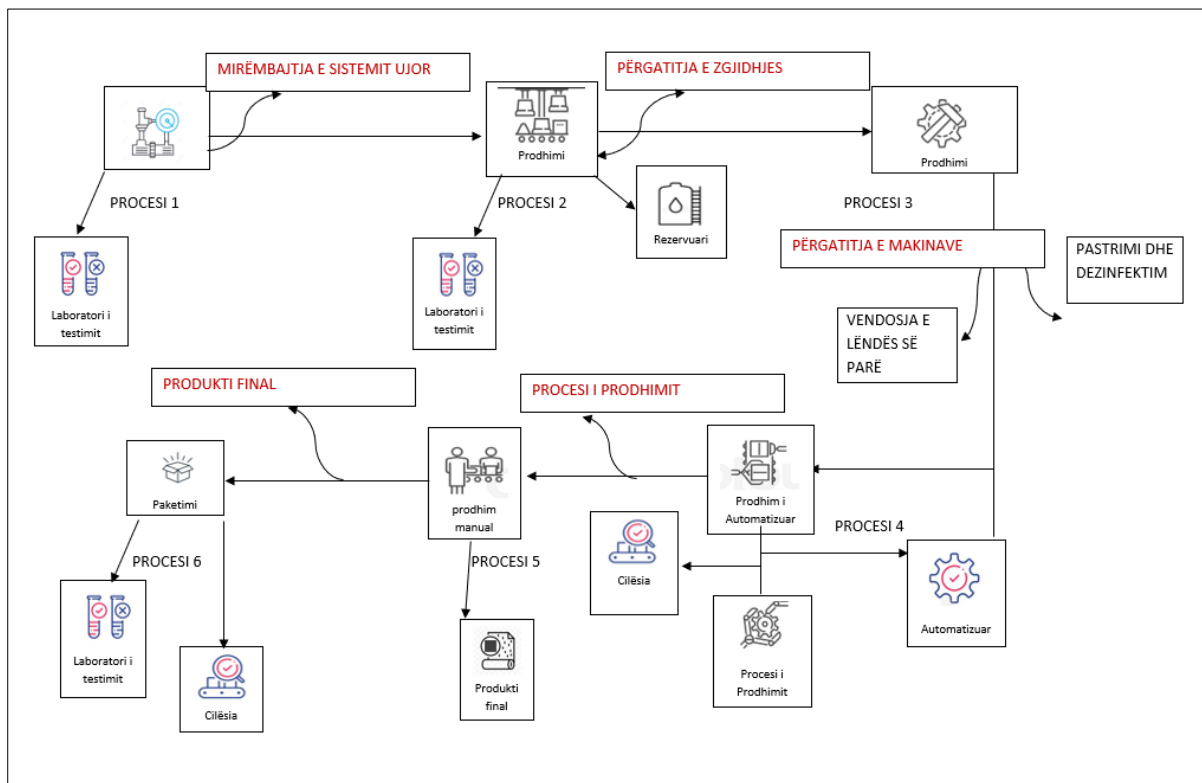 MIRËMBAJTJA E SISTEMIT UJOR
PËRGATITJA E ZGJIDHJES
Prodhimi
Prodhimi
PROCESI 1
PROCESI 2
PROCESI 3
Rezervuari
Laboratori i
testimit
Laboratori i
testimit
PËRGATITJA E MAKINAVE
PASTRIMI DHE
DEZINFEKTIM
VENDOSJA E
LËNDËS SË
PARË
PRODUKTI FINAL
PROCESI I PRODHIMIT
Paketimi
prodhim
manual
Prodhim i
Automatizuar
PROCESI 4
PROCESI 6
PROCESI 5
Cilësia
Automatizuar
Laboratori i
testimit
Cilësia
Produkti
final
Procesi i
Prodhimit